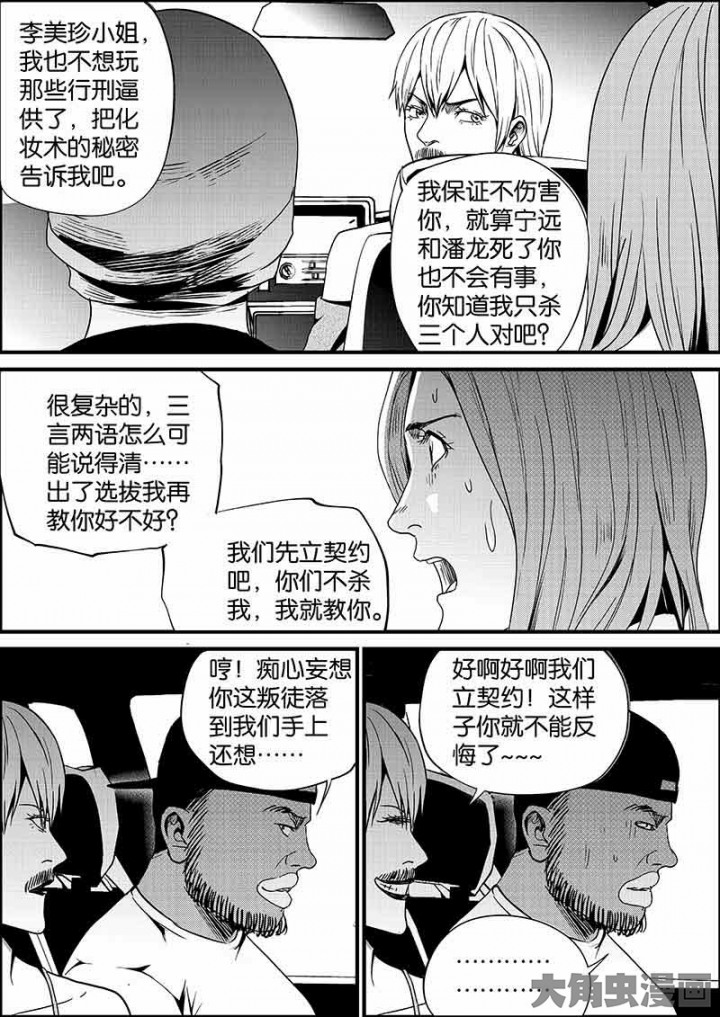 李美珍小姐，
我也不想玩
那些行刑逼
供了，把化
妆术的秘密
告诉我吧。
我保证不伤害
你，就算宁远
和潘龙死了你
也不会有事，
你知道我只杀
三个人对吧？
很复杂的，三
言两语怎么可
能说得清……
出了选拔我再
教你好不好？
我们先立契约
吧，你们不杀
我，我就教你。
哼！痴心妄想
你这叛徒落
到我们手上
还想……
好啊好啊我们
立契约！这样
子你就不能反
悔了~~~
…………
…………
大角虫漫画